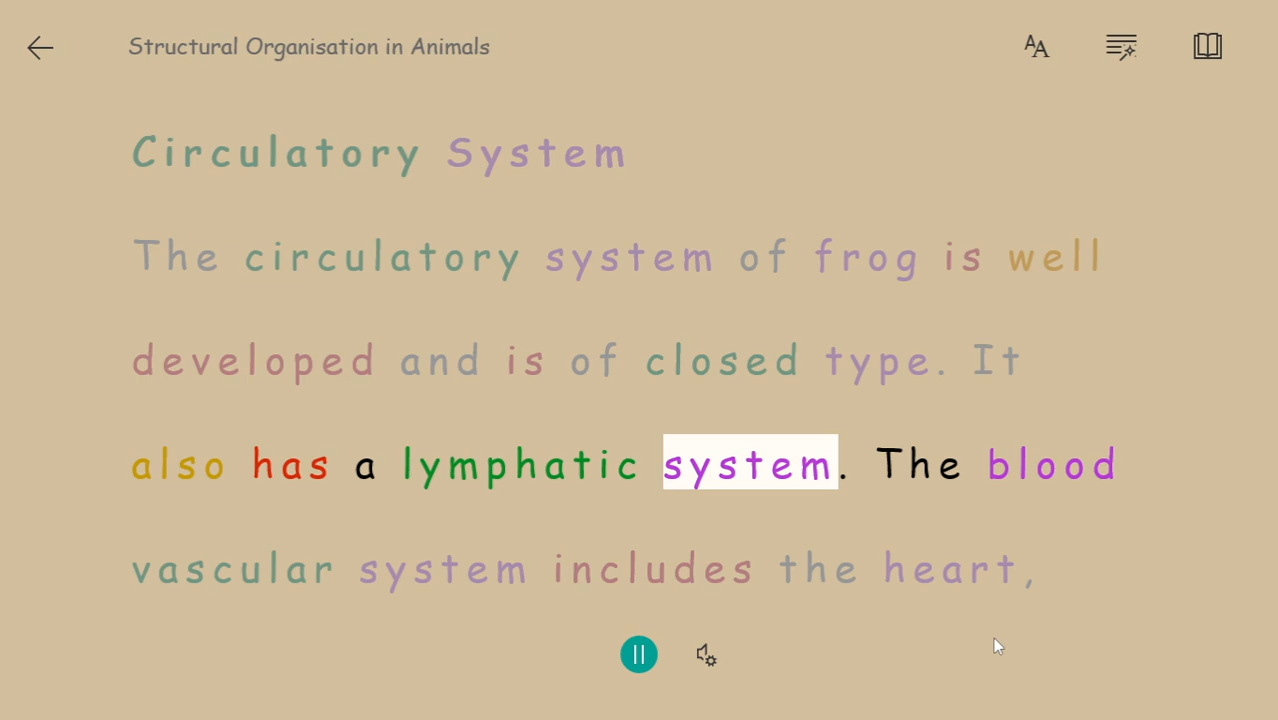 Structural Organisation in Animals
Circulatory System
The circulatory system of frog is well
developed and is of closed type. It
also has a lymphatic system. The blood
vascular system includes the heart,